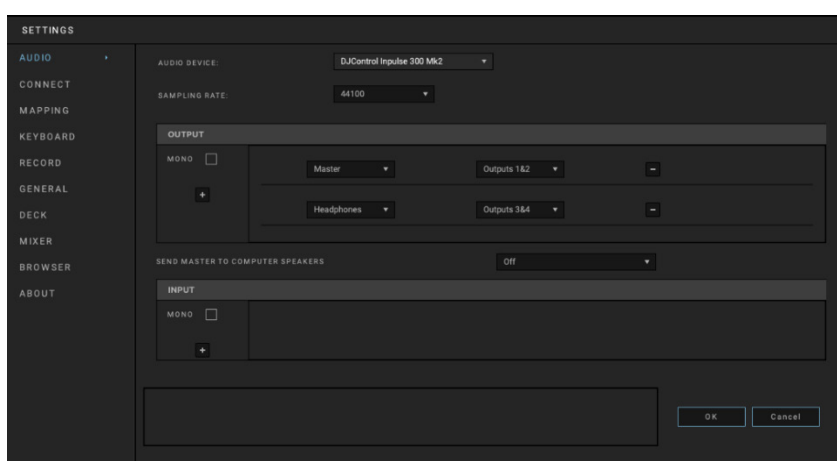 SETTINGS
AUDIO
CONNECT
MAPPING
KEYBOARD
RECORD
GENERAL
DECK
MIXER
BROWSER
ABOUT
AUDIO DEVICE: DJControl Inpulse 300 Mk2
SAMPLING RATE: 44100
OUTPUT
MONO
+
Master Outputs 1&2 -
Headphones Outputs 3&4 -
SEND MASTER TO COMPUTER SPEAKERS Off
INPUT
MONO
+
OK Cancel